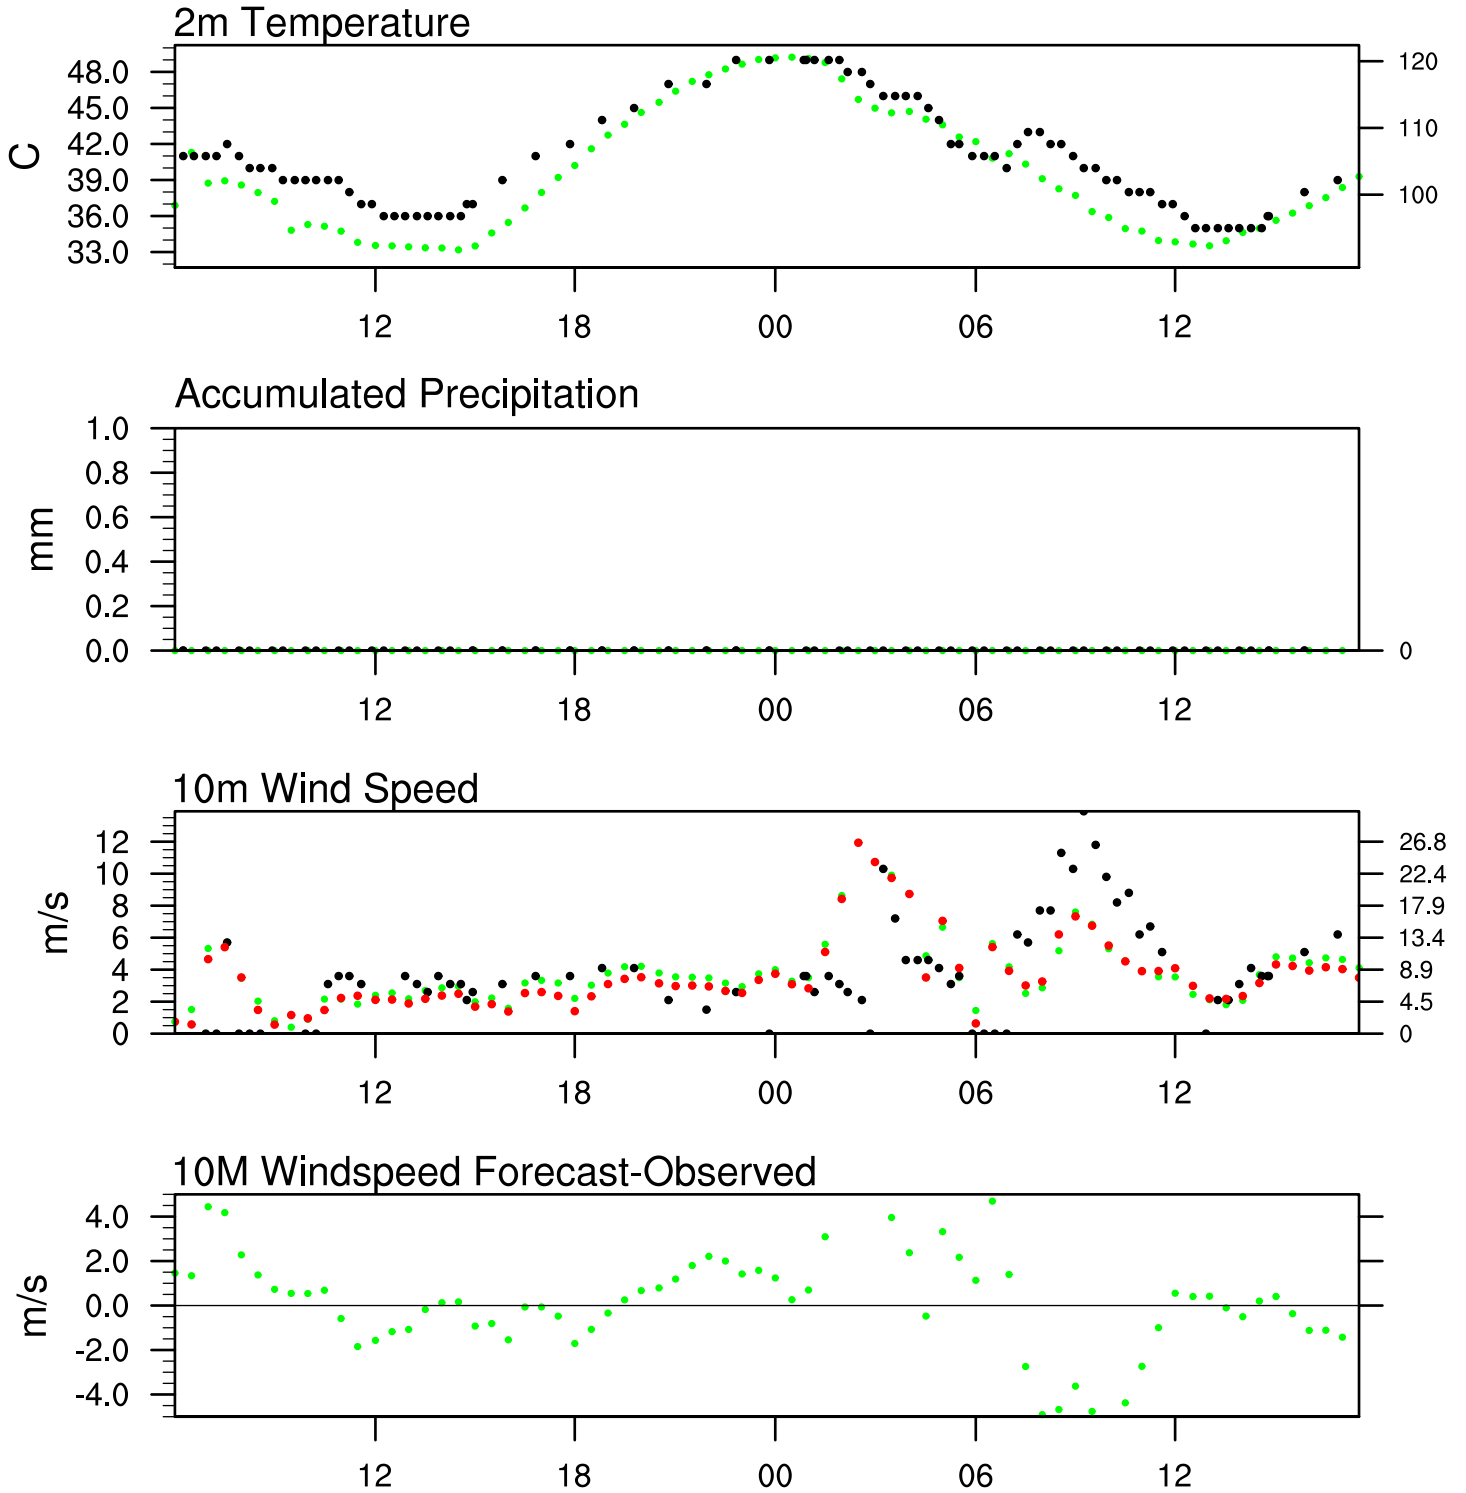 2m Temperature
48.0
45.0
42.0
39.0
36.0
33.0
C
120
110
100
12 18 00 06 12
Accumulated Precipitation
1.0
0.8
0.6
0.4
0.2
0.0
mm
0
12 18 00 06 12
10m Wind Speed
12
10
8
6
4
2
0
m/s
26.8
22.4
17.9
13.4
8.9
4.5
0
12 18 00 06 12
10M Windspeed Forecast-Observed
4.0
2.0
0.0
-2.0
-4.0
m/s
12 18 00 06 12